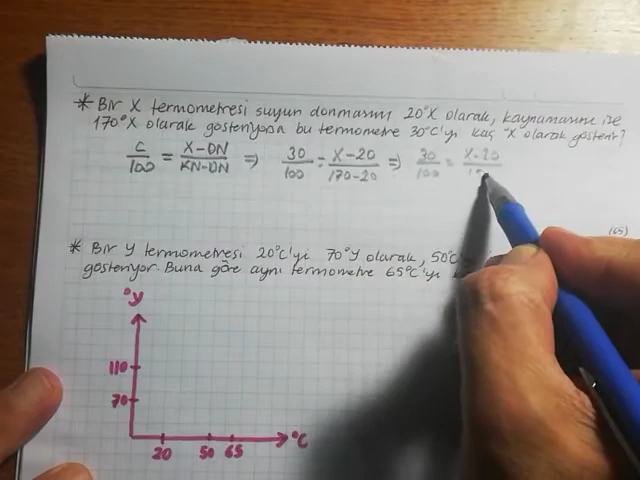 * Bir X termometresi suyun donmasını 20°X olarak, kaynamasını ise
170°X olarak gösteriyorsa bu termometre 30°C'yi kaç °X olarak gösterir?
C/100 = X-DN/KN-DN ⇒ 30/100 = X-20/170-20 ⇒ 30/100 = X-20
(65)
* Bir Y termometresi 20°C'yi 70°Y olarak, 50°C
gösteriyor. Buna göre aynı termometre 65°C'yi
°Y
110
70
20 50 65 °C